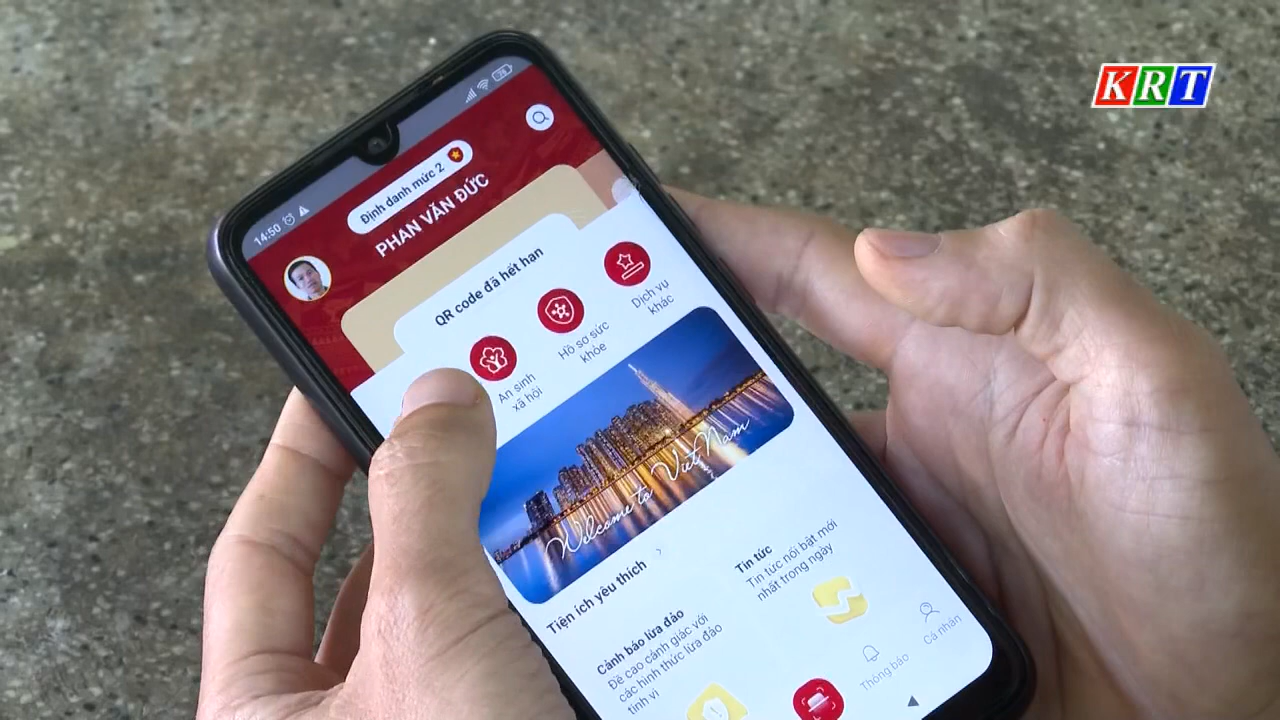 KRT
14:50
78
Định danh mức 2
PHAN VĂN ĐỨC
QR code đã hết hạn
An sinh
xã hội
Hồ sơ sức
khỏe
Dịch vụ
khác
Welcome to Viet Nam
Tiện ích yêu thích
Cảnh báo lừa đảo
Đề cao cảnh giác với
các hình thức lừa đảo
tinh vi
Tin tức
Tin tức nổi bật mới
nhất trong ngày
Thông báo
Cá nhân